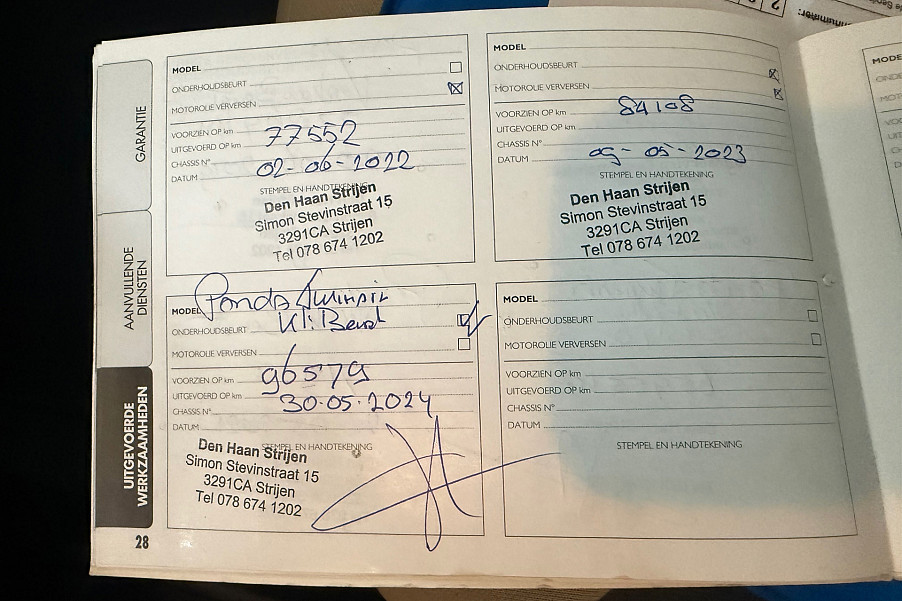 GARANTIE
AANVULLENDE
DIENSTEN
UITGEVOERDE
WERKZAAMHEDEN
28
MODEL
ONDERHOUDSBEURT
MOTOROLIE VERVERSEN
VOORZIEN OP km
77552
UITGEVOERD OP km
CHASSIS N°
02-06-2022
DATUM
STEMPEL EN HANDTEKENING
Den Haan Strijen
Simon Stevinstraat 15
3291CA Strijen
Tel 078 674 1202
MODEL
ONDERHOUDSBEURT
MOTOROLIE VERVERSEN
84108
VOORZIEN OP km
UITGEVOERD OP km
CHASSIS N°
09-05-2023
DATUM
STEMPEL EN HANDTEKENING
Den Haan Strijen
Simon Stevinstraat 15
3291CA Strijen
Tel 078 674 1202
Panda
MODEL
Kl. Beurt
ONDERHOUDSBEURT
MOTOROLIE VERVERSEN
VOORZIEN OP km
96579
UITGEVOERD OP km
30.05.2024
CHASSIS N°
DATUM
STEMPEL EN HANDTEKENING
Den Haan Strijen
Simon Stevinstraat 15
3291CA Strijen
Tel 078 674 1202
MODEL
ONDERHOUDSBEURT
MOTOROLIE VERVERSEN
VOORZIEN OP km
UITGEVOERD OP km
CHASSIS N°
DATUM
STEMPEL EN HANDTEKENING